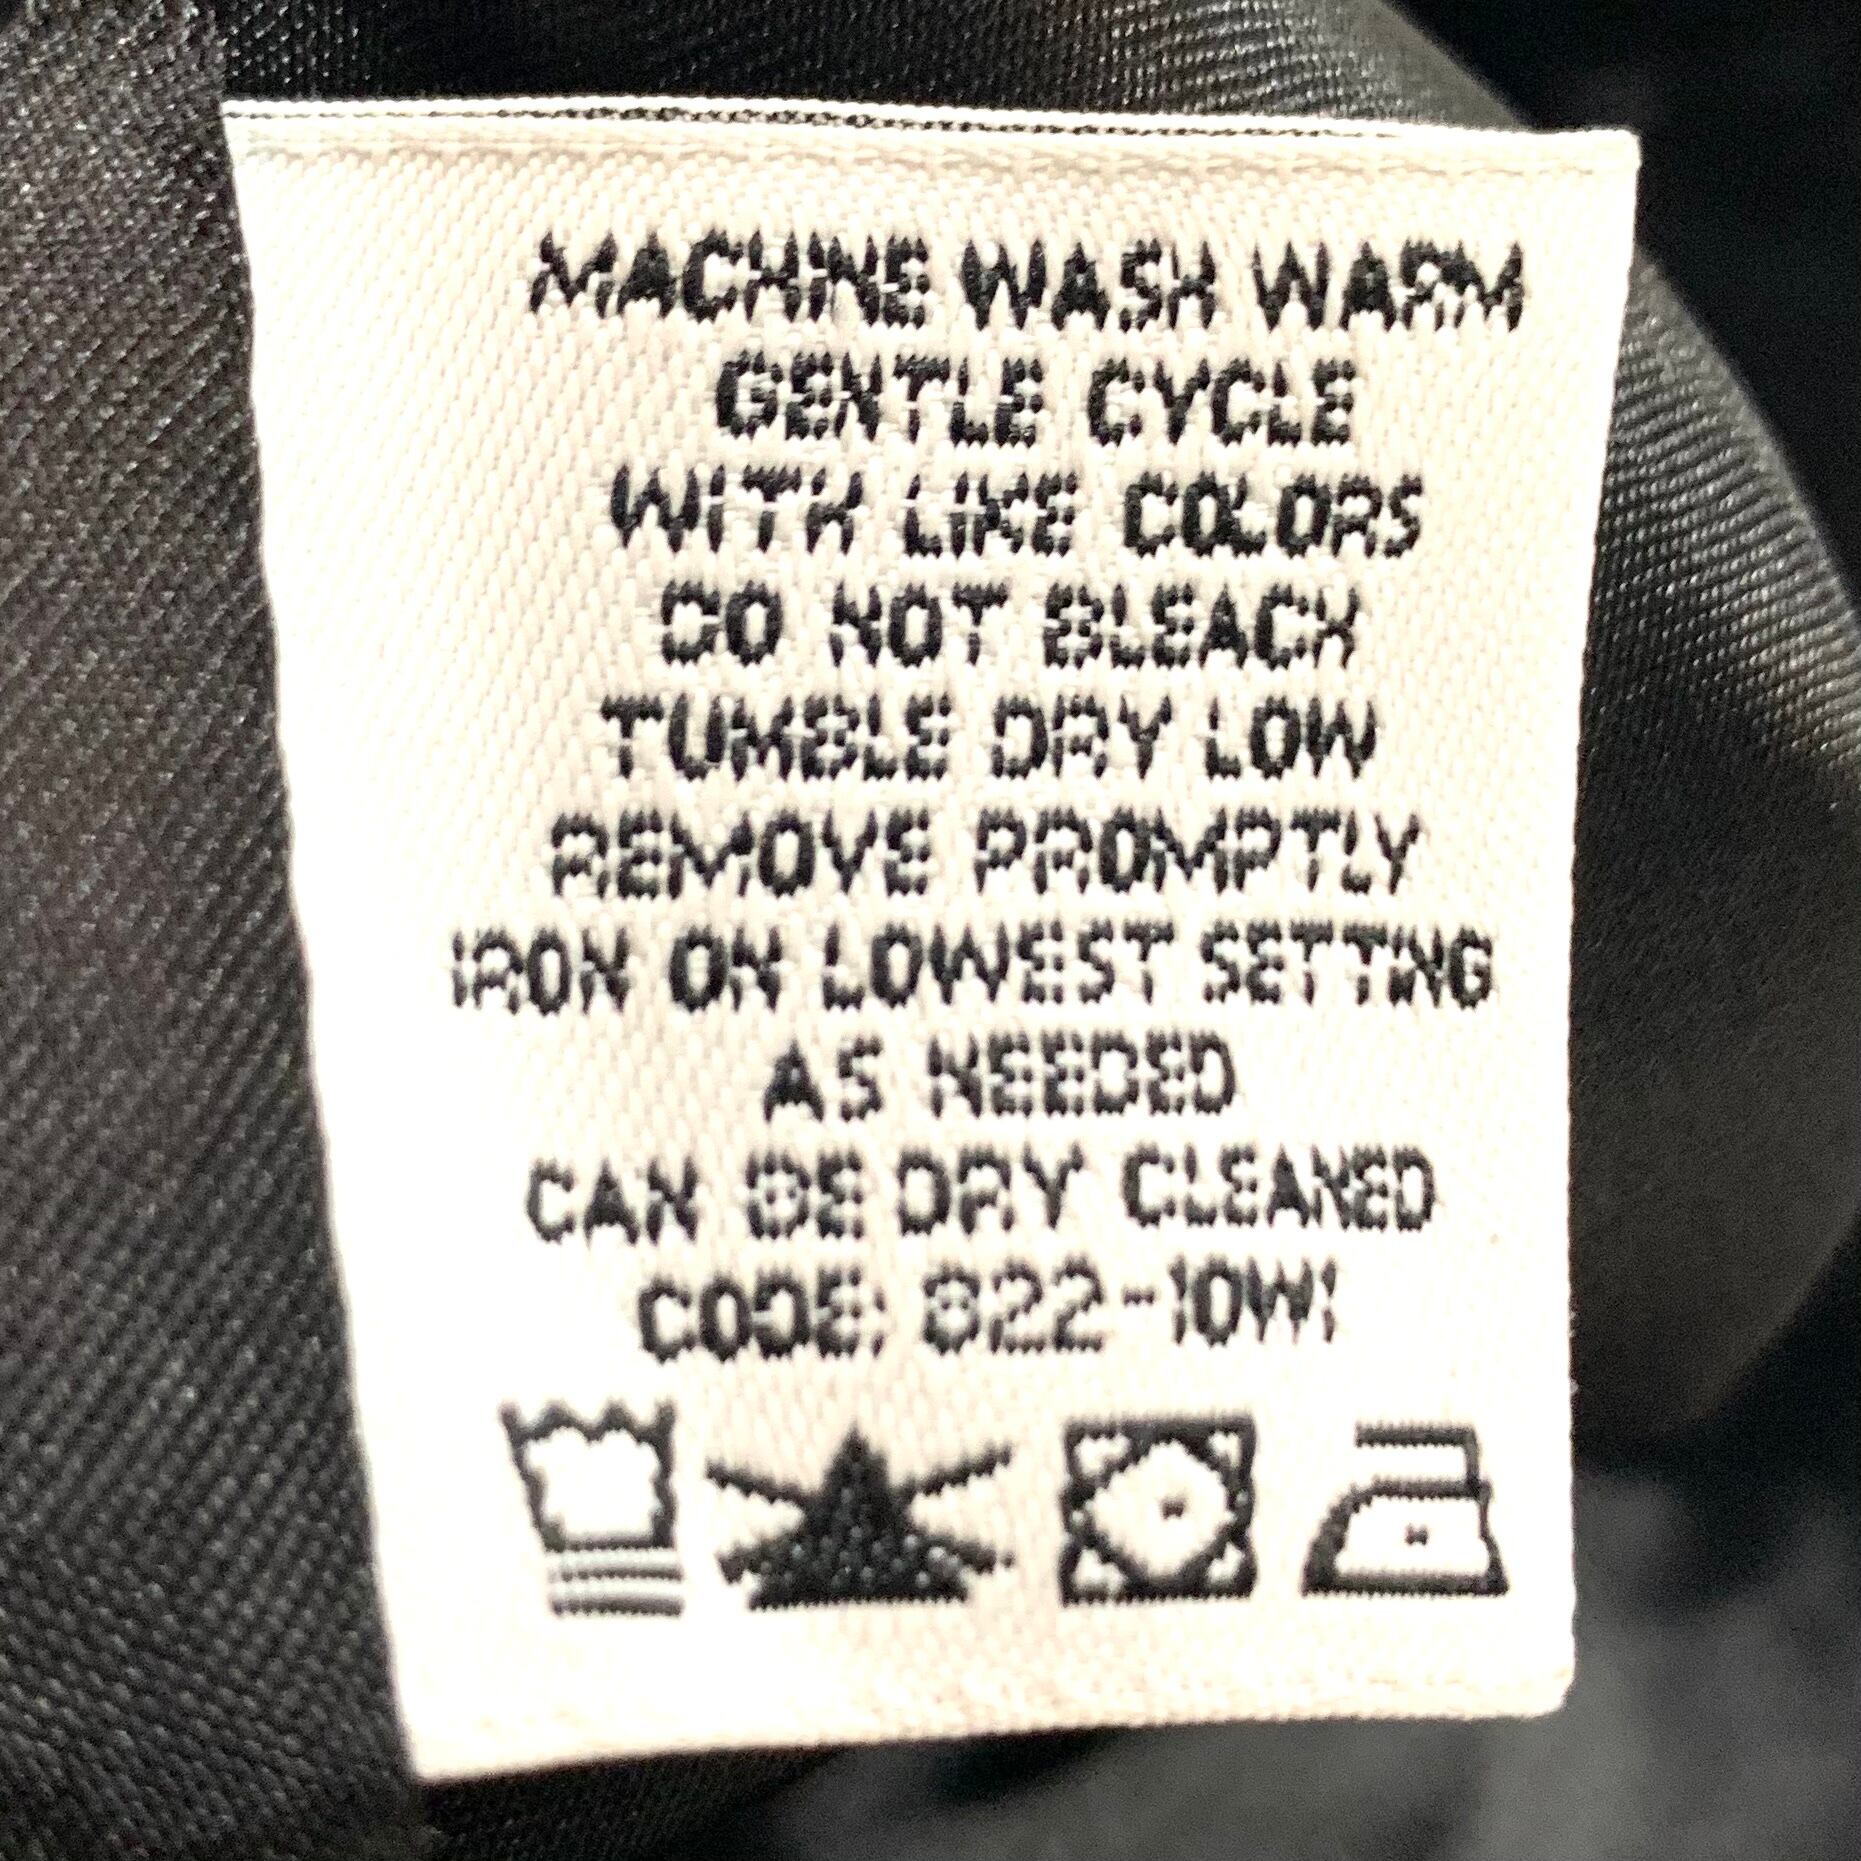 MACHINE WASH WARM
GENTLE CYCLE
WITH LIKE COLORS
DO NOT BLEACH
TUMBLE DRY LOW
REMOVE PROMPTLY
IRON ON LOWEST SETTING
AS NEEDED
CAN BE DRY CLEANED
CODE: 822-10W1